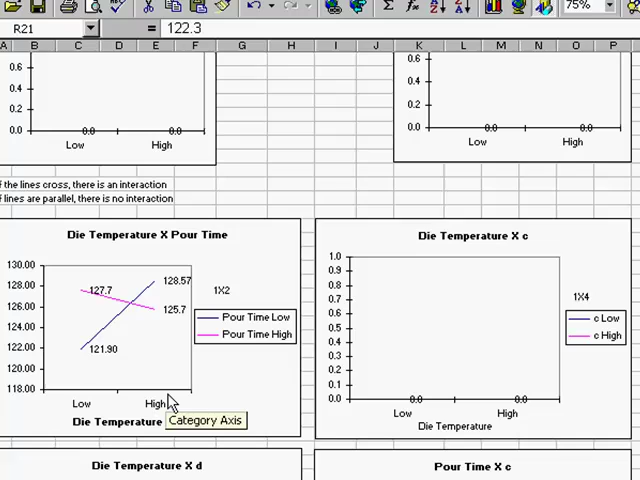 75%
R21 = 122.3
A B C D E F G H I J K L M N O P
0.6
0.4
0.2
0.0
0.0 0.0
Low High
0.6
0.4
0.2
0.0
0.0 0.0
Low High
f the lines cross, there is an interaction
f lines are parallel, there is no interaction
Die Temperature X Pour Time
130.00
128.00
126.00
124.00
122.00
120.00
118.00
127.7
128.57
125.7
121.90
1X2
Pour Time Low
Pour Time High
Low High
Die Temperature
Category Axis
Die Temperature X c
1.0
0.9
0.8
0.7
0.6
0.5
0.4
0.3
0.2
0.1
0.0
0.0 0.0
1X4
c Low
c High
Low High
Die Temperature
Die Temperature X d
Pour Time X c